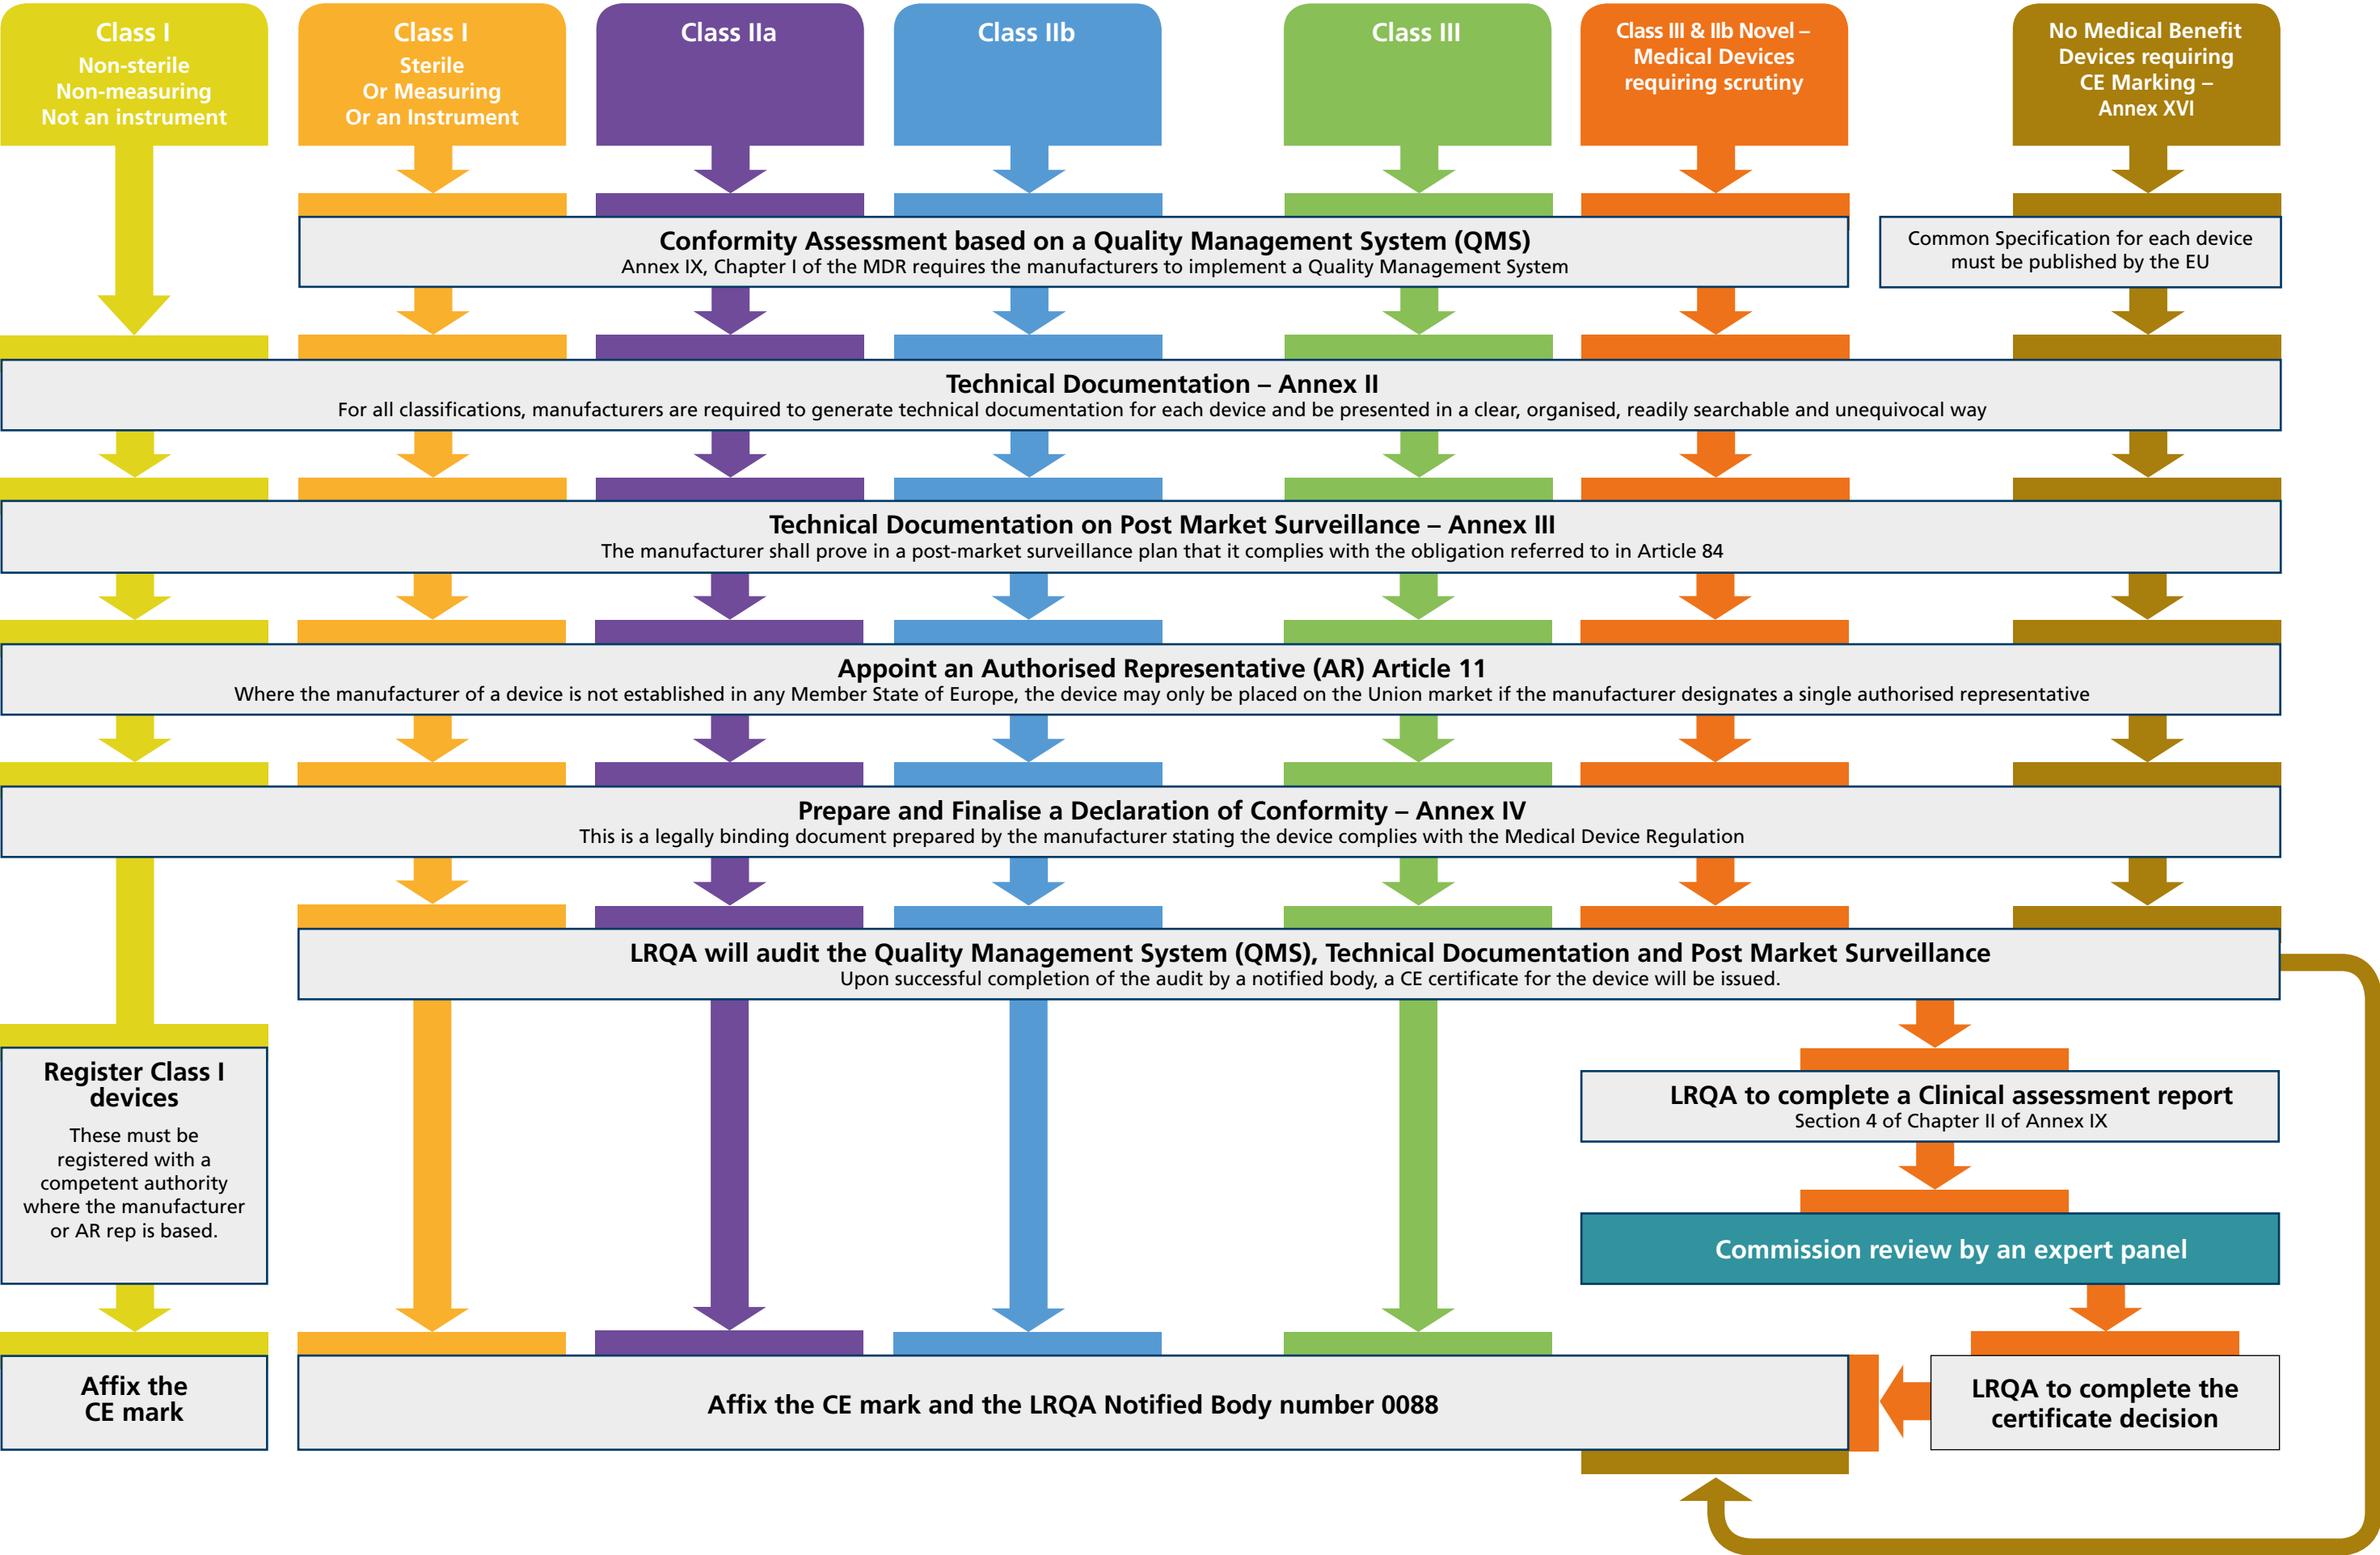 Class I
Non-sterile
Non-measuring
Not an instrument
Class I
Sterile
Or Measuring
Or an Instrument
Class IIa
Class IIb
Class III
Class III & IIb Novel –
Medical Devices
requiring scrutiny
No Medical Benefit
Devices requiring
CE Marking –
Annex XVI
Conformity Assessment based on a Quality Management System (QMS)
Annex IX, Chapter I of the MDR requires the manufacturers to implement a Quality Management System
Common Specification for each device
must be published by the EU
Technical Documentation – Annex II
For all classifications, manufacturers are required to generate technical documentation for each device and be presented in a clear, organised, readily searchable and unequivocal way
Technical Documentation on Post Market Surveillance – Annex III
The manufacturer shall prove in a post-market surveillance plan that it complies with the obligation referred to in Article 84
Appoint an Authorised Representative (AR) Article 11
Where the manufacturer of a device is not established in any Member State of Europe, the device may only be placed on the Union market if the manufacturer designates a single authorised representative
Prepare and Finalise a Declaration of Conformity – Annex IV
This is a legally binding document prepared by the manufacturer stating the device complies with the Medical Device Regulation
LRQA will audit the Quality Management System (QMS), Technical Documentation and Post Market Surveillance
Upon successful completion of the audit by a notified body, a CE certificate for the device will be issued.
Register Class I
devices
These must be
registered with a
competent authority
where the manufacturer
or AR rep is based.
LRQA to complete a Clinical assessment report
Section 4 of Chapter II of Annex IX
Commission review by an expert panel
Affix the
CE mark
Affix the CE mark and the LRQA Notified Body number 0088
LRQA to complete the
certificate decision